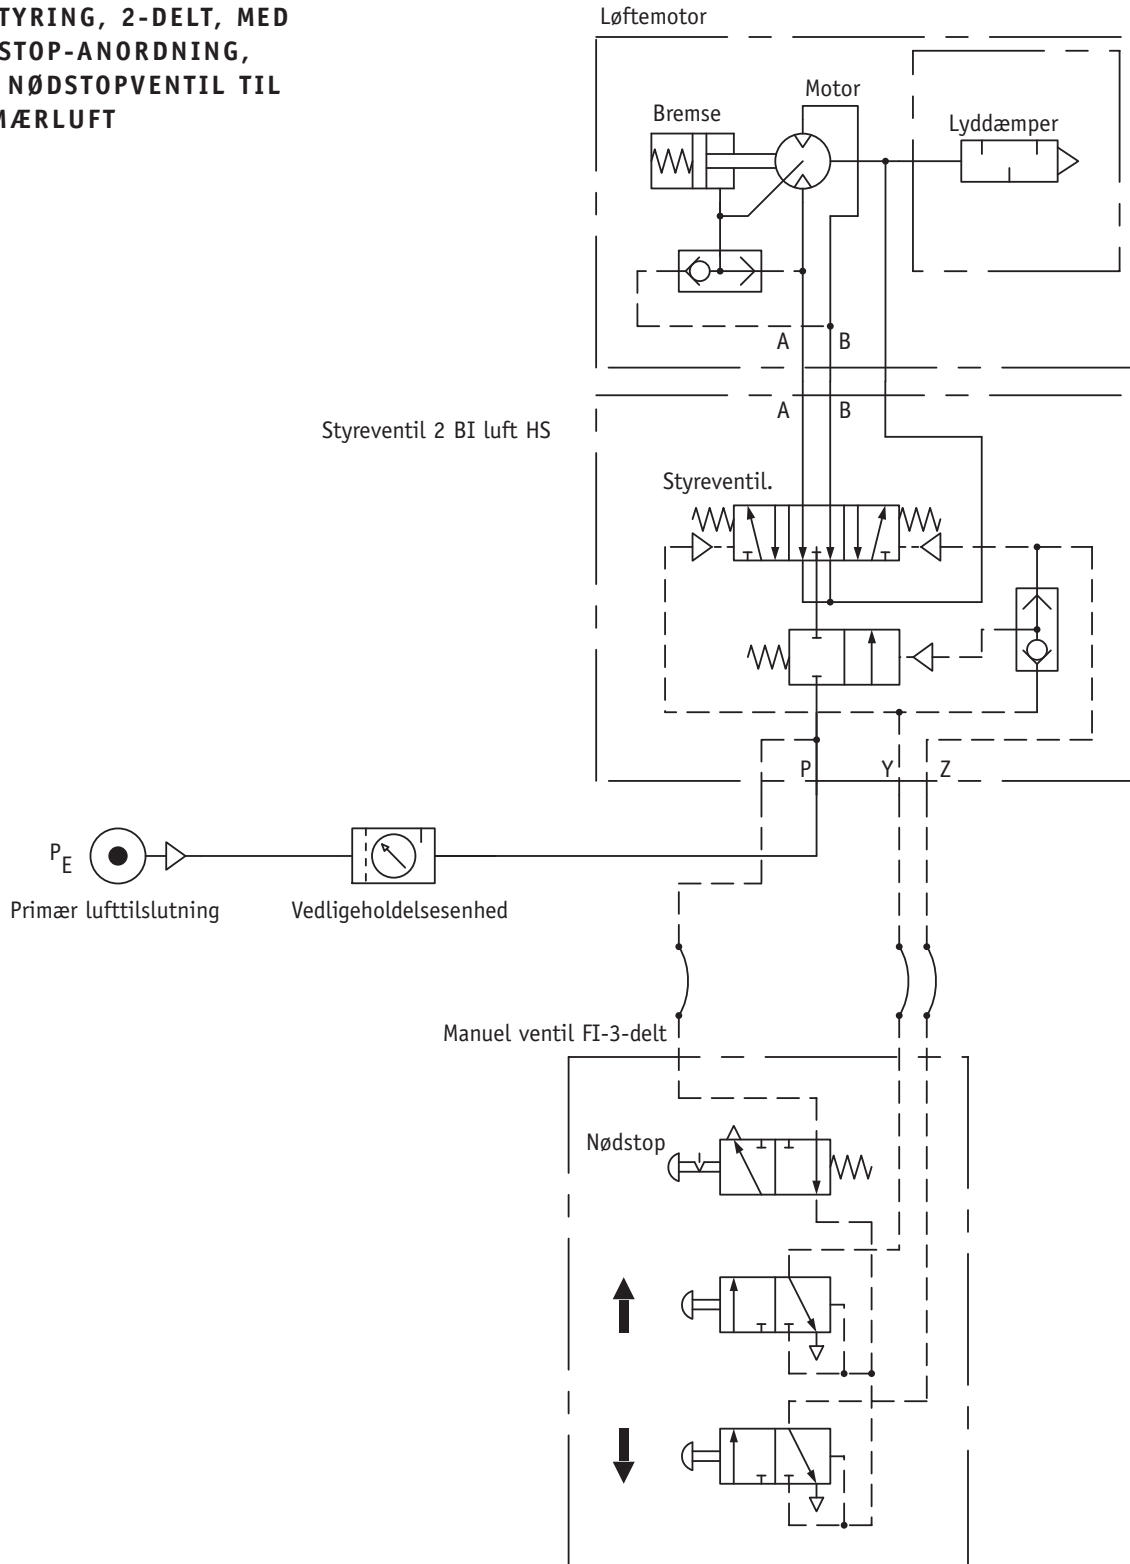 TYRING, 2-DELT, MED
STOP-ANORDNING,
NØDSTOPVENTIL TIL
MÆRLUFT
Løftemotor
Motor
Bremse
Lyddæmper
A
B
A
B
Styreventil 2 BI luft HS
Styreventil.
P
Y
Z
PE
Primær lufttilslutning
Vedligeholdelsesenhed
Manuel ventil FI-3-delt
Nødstop